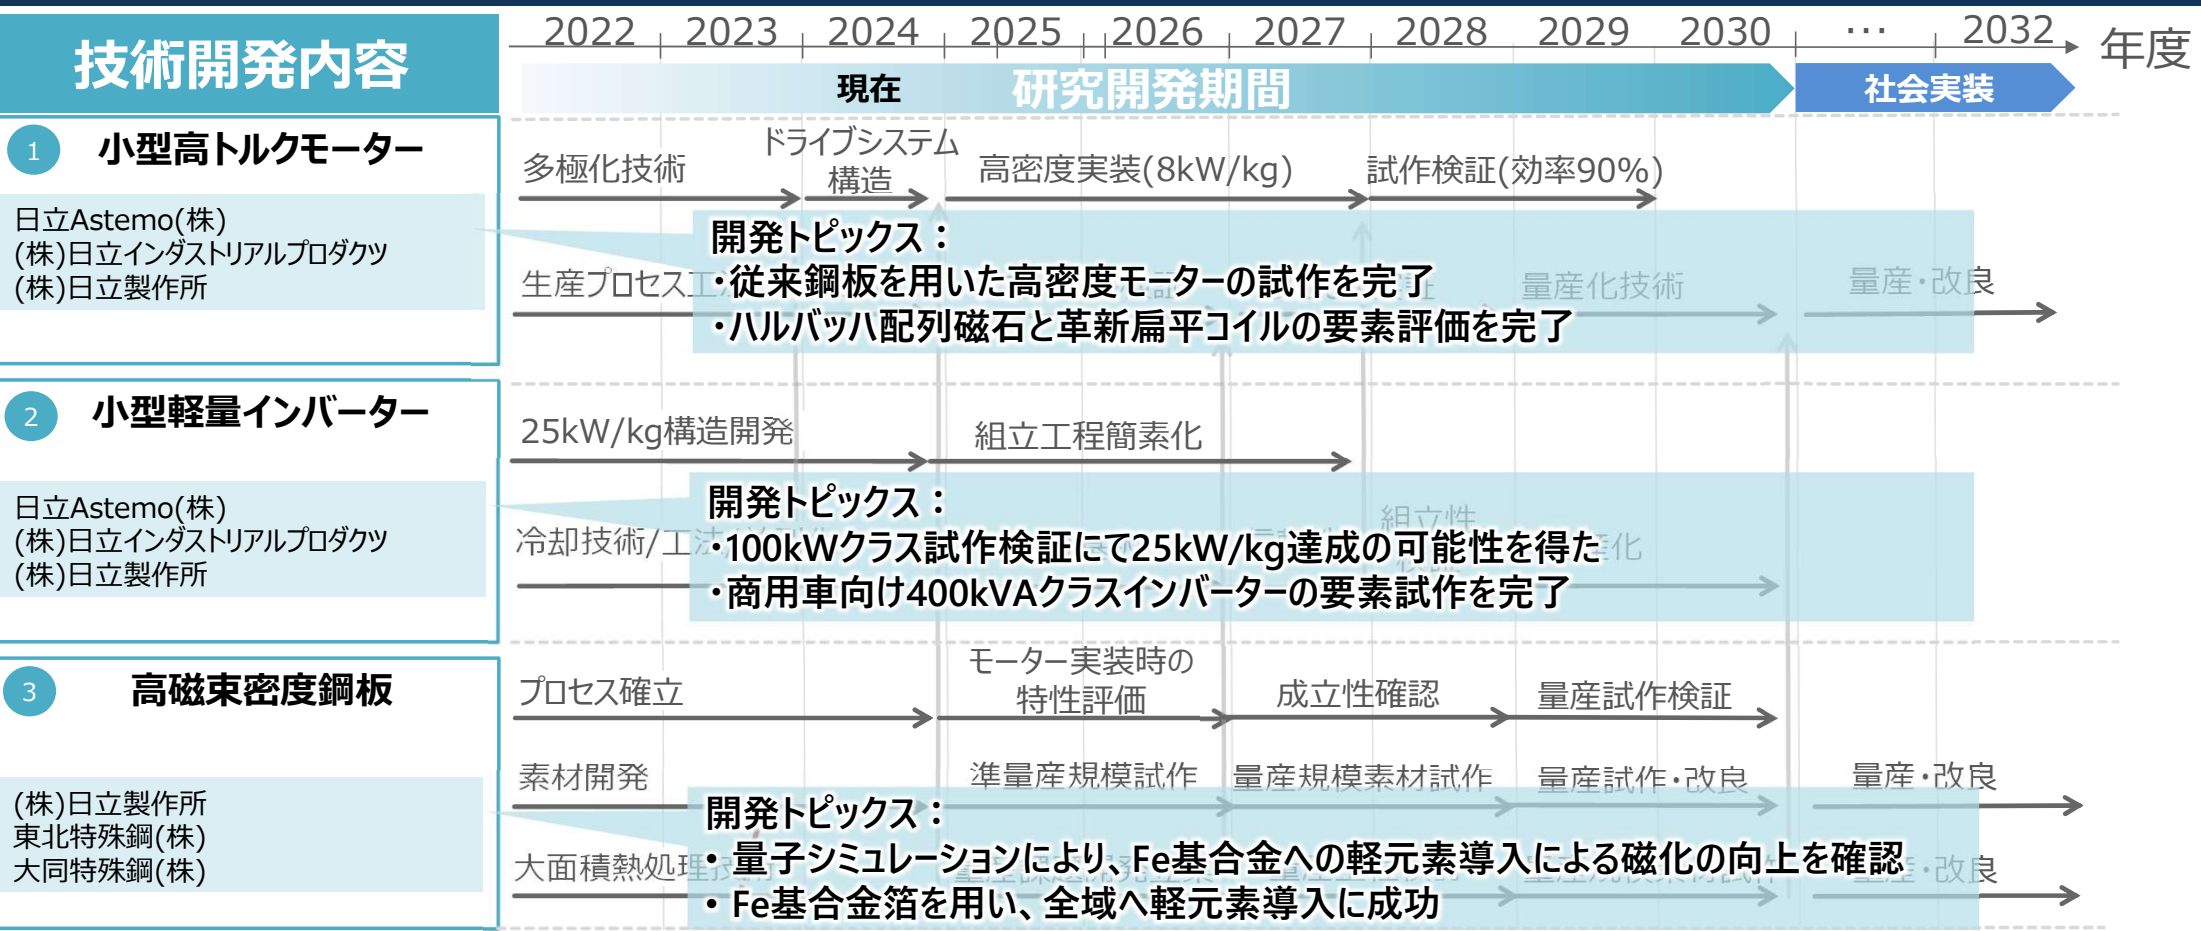 技術開発内容
2022 2023 2024 2025 2026 2027 2028 2029 2030 ・・・ 2032 年度
現在 研究開発期間 社会実装
1 小型高トルクモーター
日立Astemo(株)
(株)日立インダストリアルプロダクツ
(株)日立製作所
多極化技術
ドライブシステム
構造
高密度実装(8kW/kg)
試作検証(効率90%)
生産プロセス
量産化技術
量産・改良
開発トピックス：
・従来鋼板を用いた高密度モーターの試作を完了
・ハルバッハ配列磁石と革新扁平コイルの要素評価を完了
2 小型軽量インバーター
日立Astemo(株)
(株)日立インダストリアルプロダクツ
(株)日立製作所
25kW/kg構造開発
組立工程簡素化
冷却技術/工法
組立性
開発トピックス：
・100kWクラス試作検証にて25kW/kg達成の可能性を得た
・商用車向け400kVAクラスインバーターの要素試作を完了
3 高磁束密度鋼板
(株)日立製作所
東北特殊鋼(株)
大同特殊鋼(株)
プロセス確立
モーター実装時の
特性評価
成立性確認
量産試作検証
素材開発
準量産規模試作
量産規模素材試作
量産試作・改良
量産・改良
大面積熱処理
量産・改良
開発トピックス：
• 量子シミュレーションにより、Fe基合金への軽元素導入による磁化の向上を確認
• Fe基合金箔を用い、全域へ軽元素導入に成功